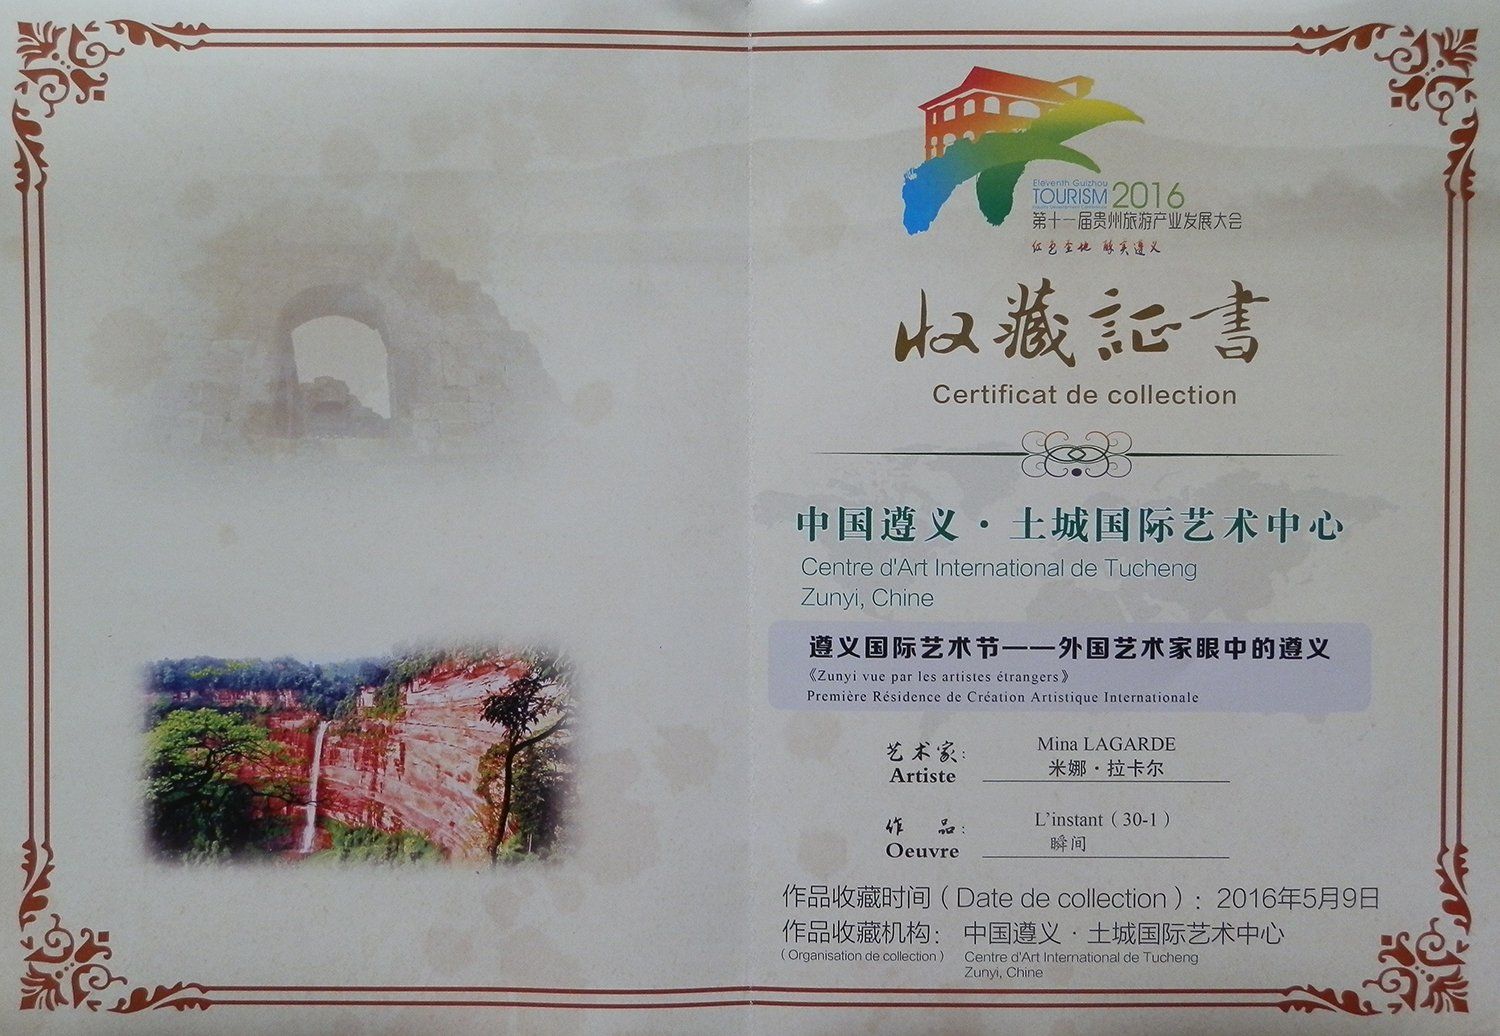 Eleventh Guizhou
TOURISM 2016
第十一届贵州旅游产业发展大会
红色圣地 醉美遵义
收藏証書
Certificat de collection
中国遵义·土城国际艺术中心
Centre d'Art International de Tucheng
Zunyi, Chine
遵义国际艺术节——外国艺术家眼中的遵义
《Zunyi vue par les artistes étrangers》
Première Résidence de Création Artistique Internationale
艺术家: Mina LAGARDE
Artiste 米娜·拉卡尔
作 品: L'instant（30-1）
Oeuvre 瞬间
作品收藏时间（Date de collection）: 2016年5月9日
作品收藏机构: 中国遵义·土城国际艺术中心
（Organisation de collection） Centre d'Art International de Tucheng
Zunyi, Chine